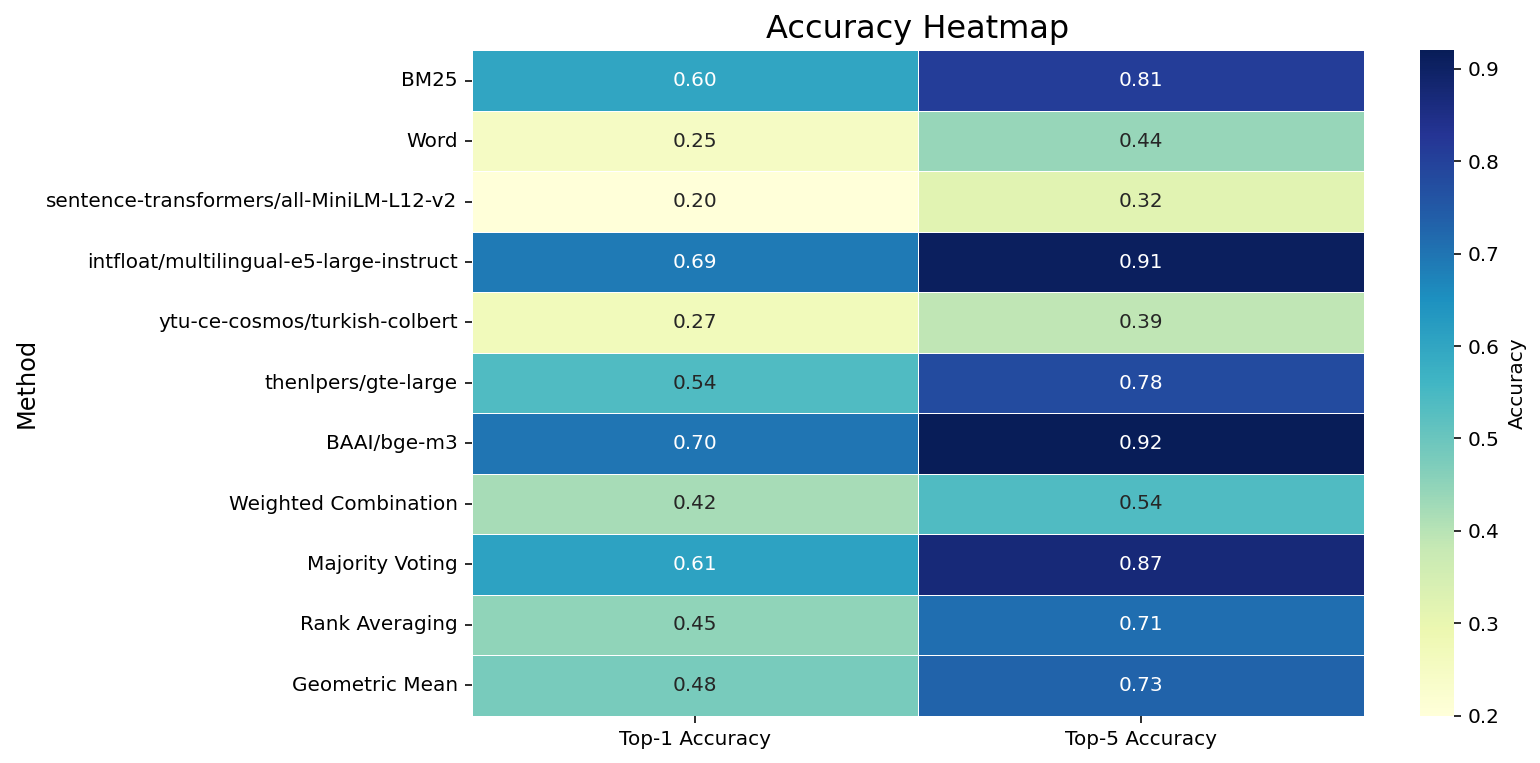 Accuracy Heatmap
Method
BM25 0.60 0.81
Word 0.25 0.44
sentence-transformers/all-MiniLM-L12-v2 0.20 0.32
intfloat/multilingual-e5-large-instruct 0.69 0.91
ytu-ce-cosmos/turkish-colbert 0.27 0.39
thenlpers/gte-large 0.54 0.78
BAAI/bge-m3 0.70 0.92
Weighted Combination 0.42 0.54
Majority Voting 0.61 0.87
Rank Averaging 0.45 0.71
Geometric Mean 0.48 0.73
Top-1 Accuracy Top-5 Accuracy
0.9
0.8
0.7
0.6
0.5
0.4
0.3
0.2
Accuracy